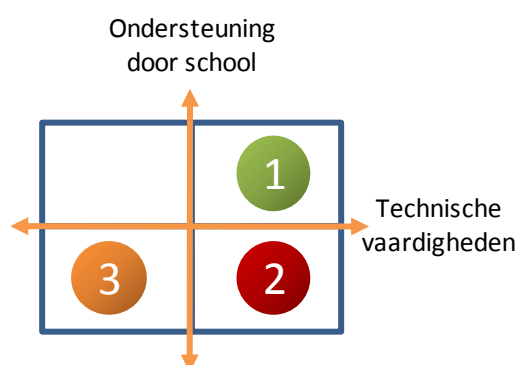 Ondersteuning
door school
1
Technische
vaardigheden
3
2